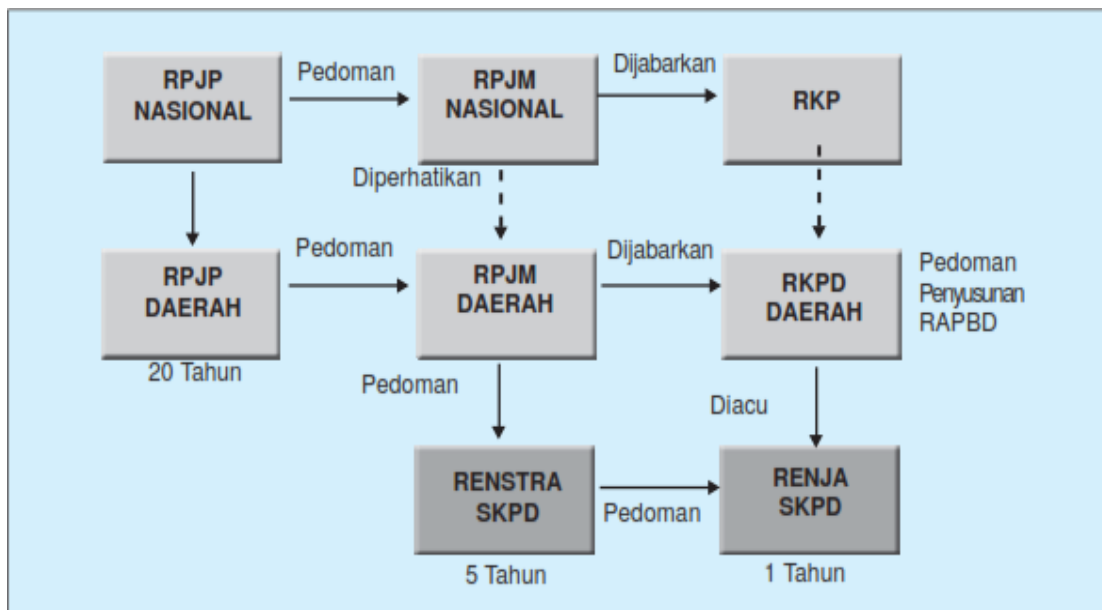 RPJP
NASIONAL
Pedoman
RPJM
NASIONAL
Dijabarkan
RKP
Diperhatikan
RPJP
DAERAH
Pedoman
RPJM
DAERAH
Dijabarkan
RKPD
DAERAH
Pedoman
Penyusunan
RAPBD
20 Tahun
Pedoman
Diacu
RENSTRA
SKPD
Pedoman
RENJA
SKPD
5 Tahun
1 Tahun